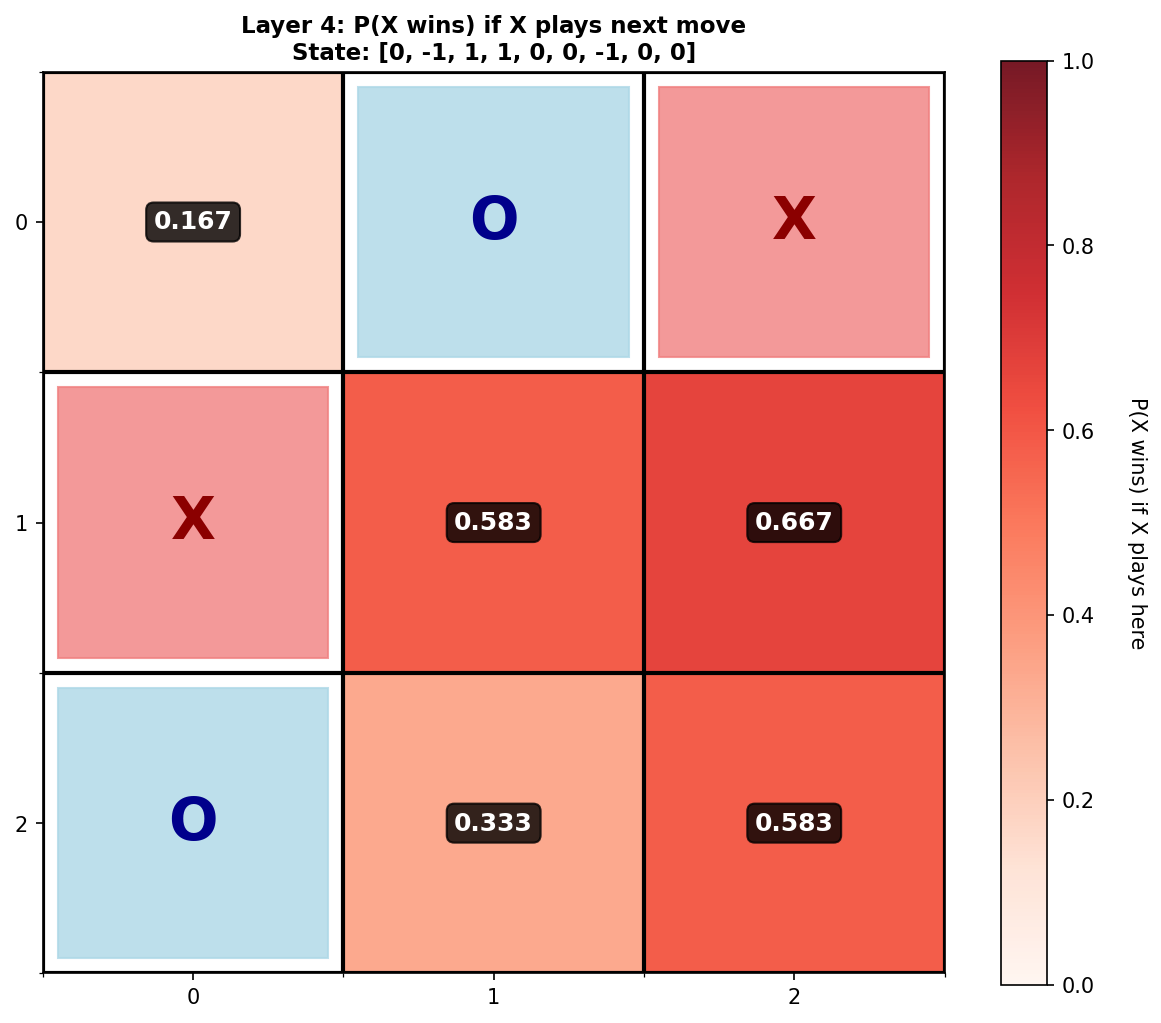 Layer 4: P(X wins) if X plays next move
State: [0, -1, 1, 1, 0, 0, -1, 0, 0]
0
0.167
O
X
1
X
0.583
0.667
2
O
0.333
0.583
0
1
2
1.0
0.8
0.6
0.4
0.2
0.0
P(X wins) if X plays here